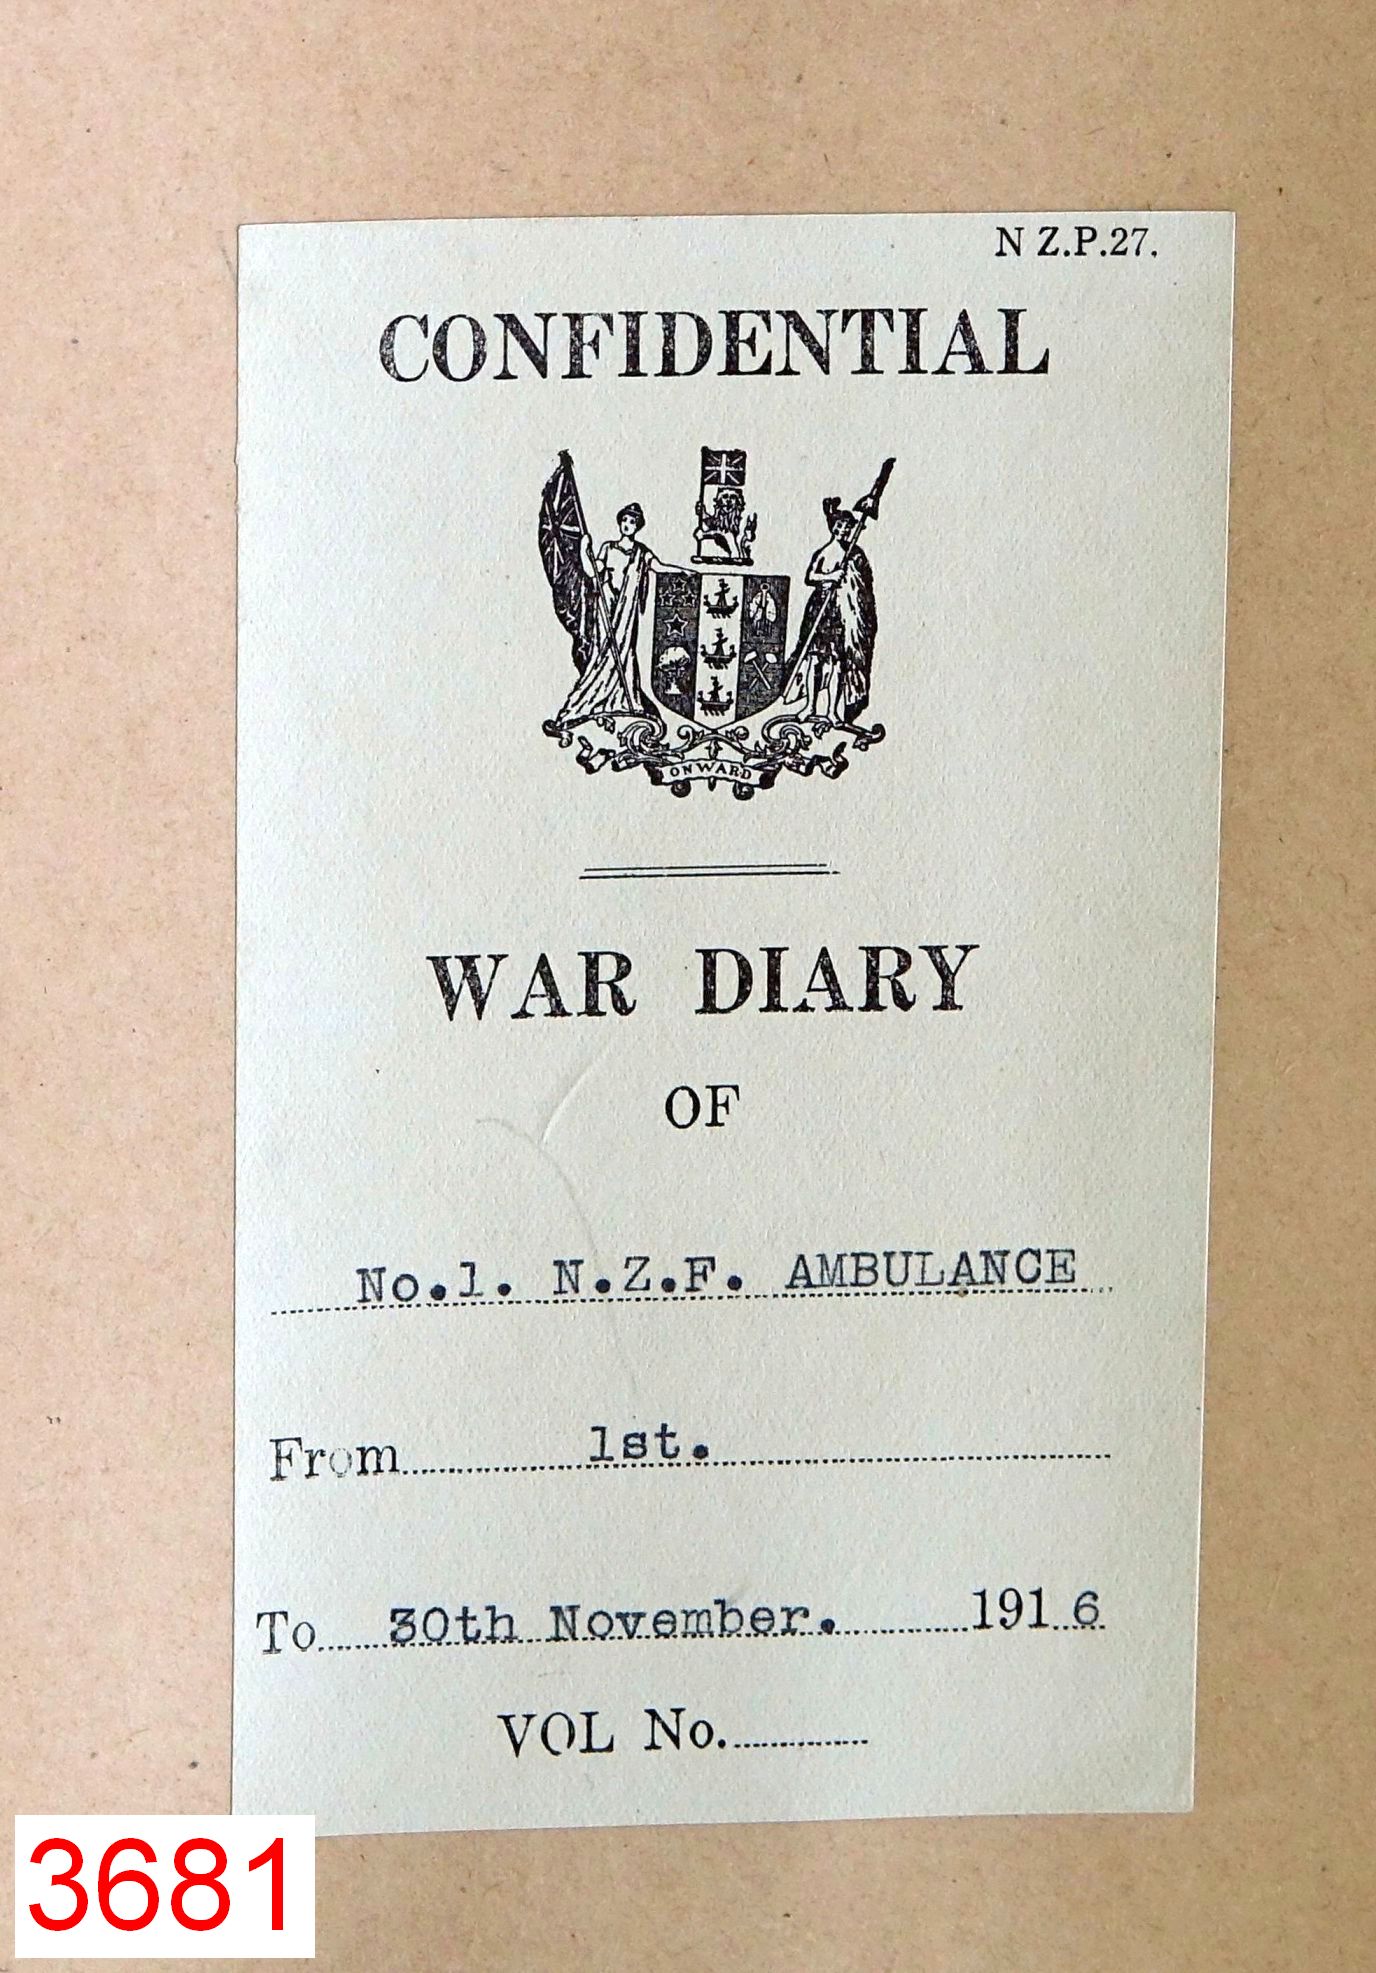 N Z.P.27.
CONFIDENTIAL
ONWARD
WAR DIARY
OF
No.1. N.Z.F. AMBULANCE
From 1st.
To 30th November. 1916
VOL No.
3681